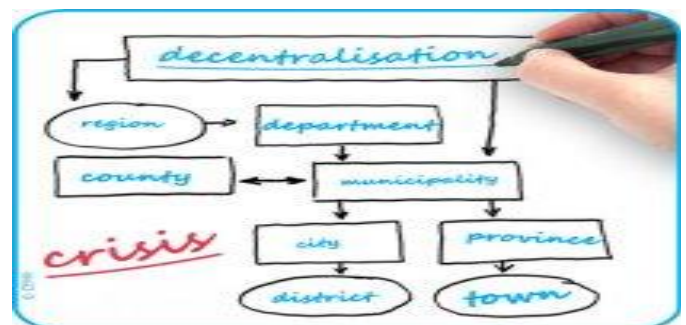 decentralisation
region
department
county
municipality
crisis
city
province
district
town